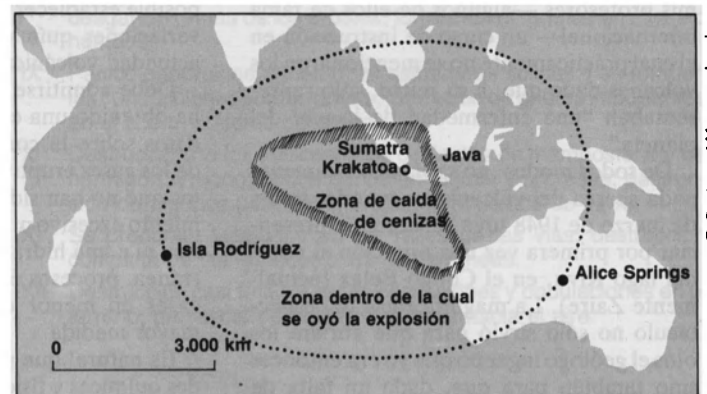 Sumatra
Java
Krakatoa
Zona de caída
de cenizas
Isla Rodríguez
Alice Springs
Zona dentro de la cual
se oyó la explosión
0
3.000 km